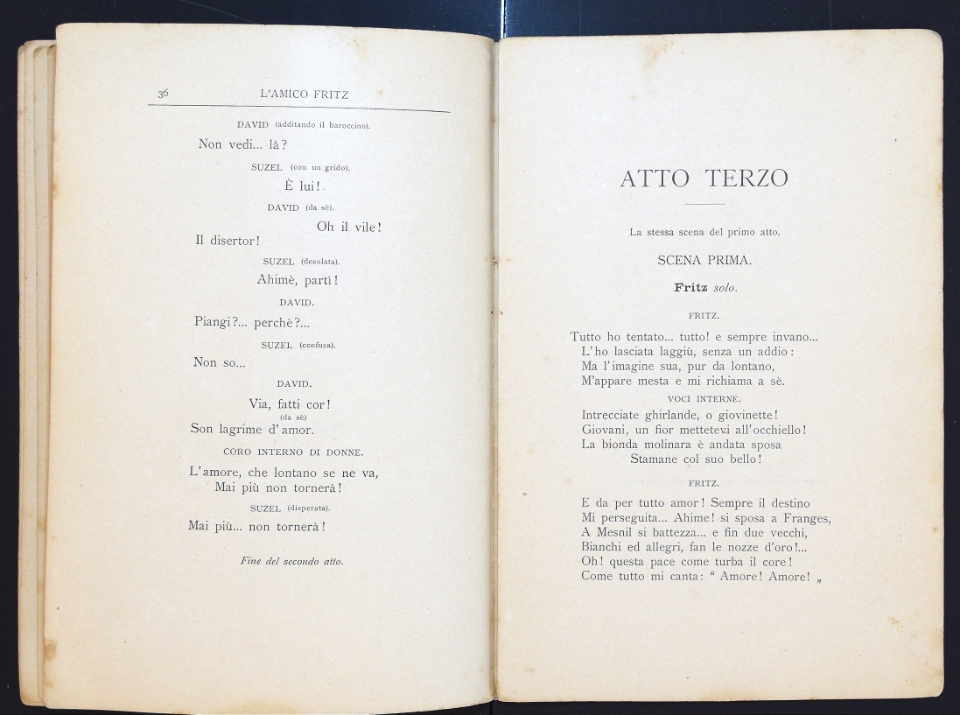 36 L'AMICO FRITZ
DAVID (additando il baroccino).
Non vedi... là?
SUZEL (con un grido).
È lui!
DAVID (da sè).
Oh il vile!
Il disertor!
SUZEL (desolata).
Ahimè, partì!
DAVID.
Piangi?... perchè?...
SUZEL (confusa).
Non so...
DAVID.
Via, fatti cor!
(da sè)
Son lagrime d'amor.
CORO INTERNO DI DONNE.
L'amore, che lontano se ne va,
Mai più non tornerà!
SUZEL (disperata).
Mai più... non tornerà!
Fine del secondo atto.
ATTO TERZO
La stessa scena del primo atto.
SCENA PRIMA.
Fritz solo.
FRITZ.
Tutto ho tentato... tutto! e sempre invano...
L'ho lasciata laggiù, senza un addio:
Ma l'imagine sua, pur da lontano,
M'appare mesta e mi richiama a sè.
VOCI INTERNE.
Intrecciate ghirlande, o giovinette!
Giovani, un fior mettetevi all'occhiello!
La bionda molinara è andata sposa
Stamane col suo bello!
FRITZ.
E da per tutto amor! Sempre il destino
Mi perseguita... Ahime! si sposa a Franges,
A Mesnil si battezza... e fin due vecchi,
Bianchi ed allegri, fan le nozze d'oro!...
Oh! questa pace come turba il core!
Come tutto mi canta: “ Amore! Amore! „